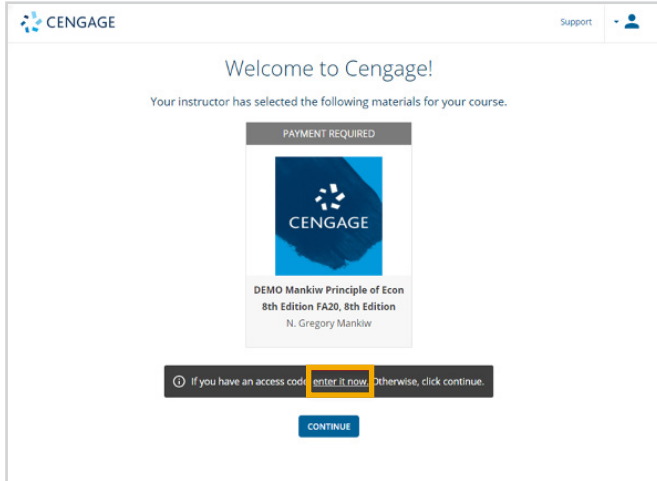 CENGAGE
Support
Welcome to Cengage!
Your instructor has selected the following materials for your course.
PAYMENT REQUIRED
CENGAGE
DEMO Mankiw Principle of Econ
8th Edition FA20, 8th Edition
N. Gregory Mankiw
If you have an access code enter it now. Otherwise, click continue.
CONTINUE